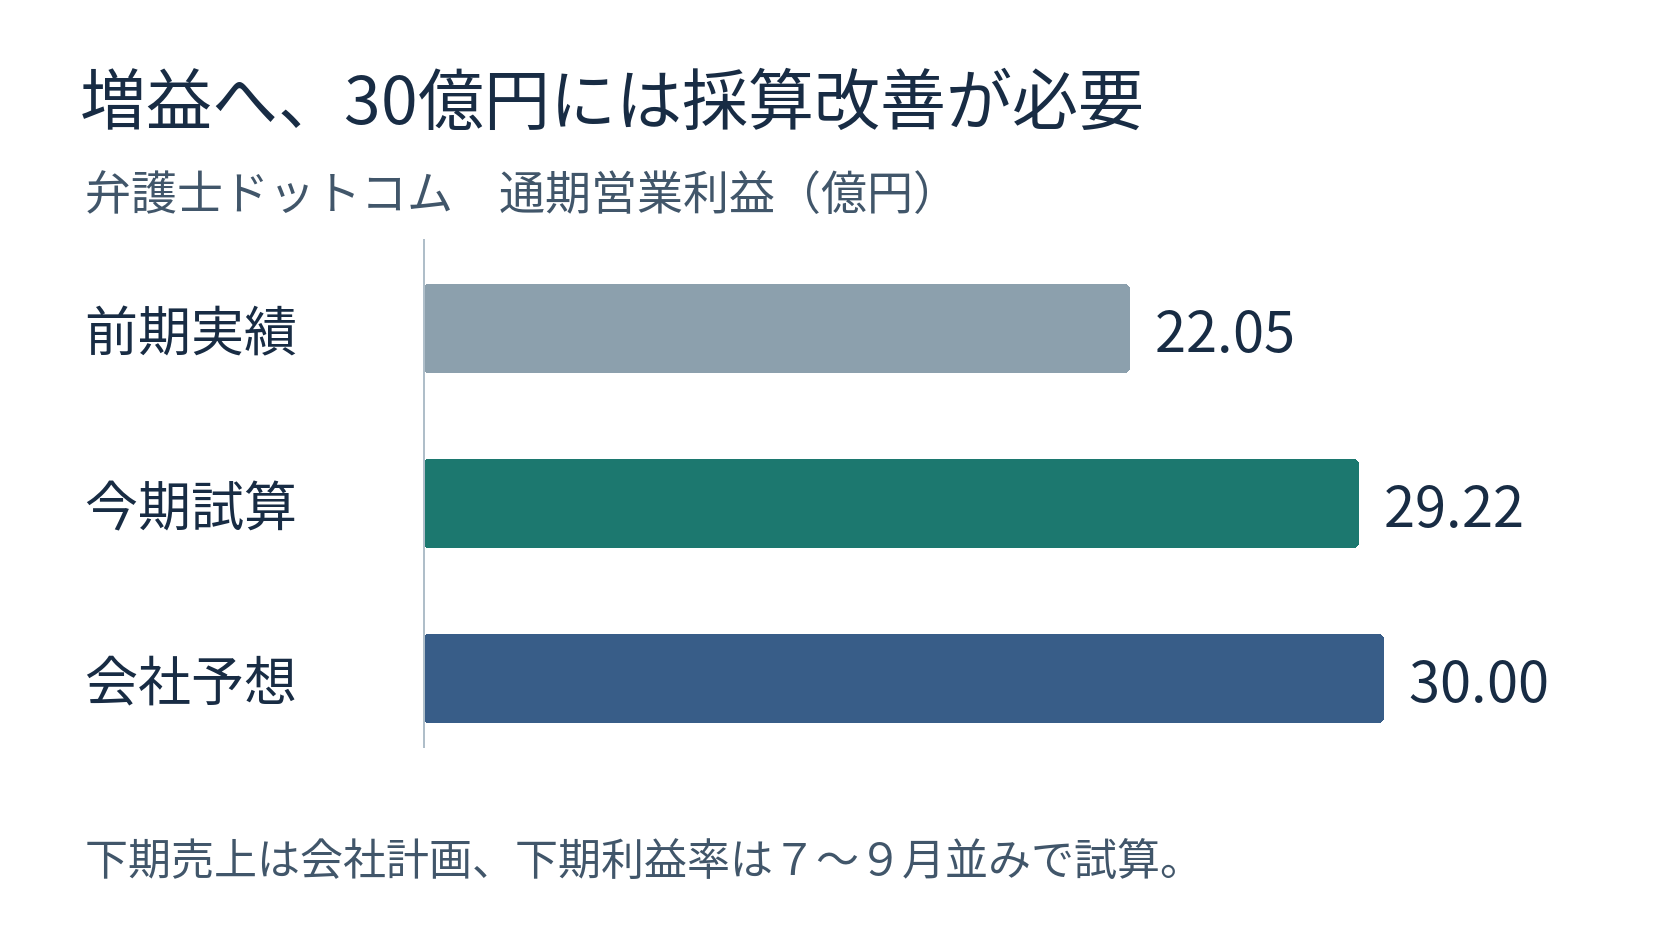 増益へ、30億円には採算改善が必要
弁護士ドットコム　通期営業利益（億円）
前期実績 22.05
今期試算 29.22
会社予想 30.00
下期売上は会社計画、下期利益率は７～９月並みで試算。